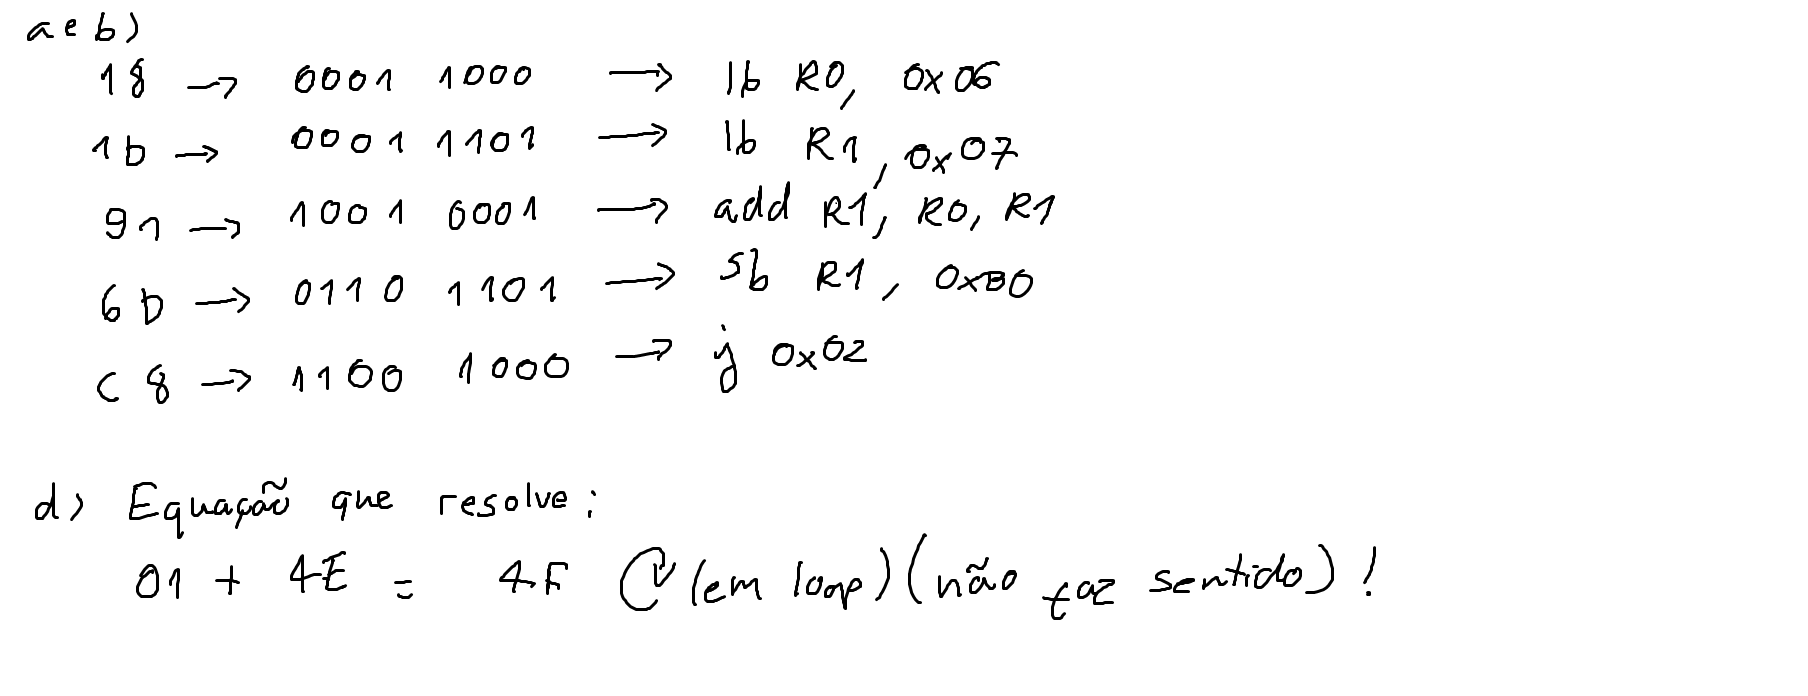 a e b)
18 → 0001 1000 → lb R0, 0x06
1b → 0001 1101 → lb R1, 0x07
91 → 1001 0001 → add R1, R0, R1
6D → 0110 1101 → sb R1, 0xB0
C8 → 1100 1000 → j 0x02
d) Equação que resolve:
01 + 4E = 4F (em loop) (não faz sentido)!